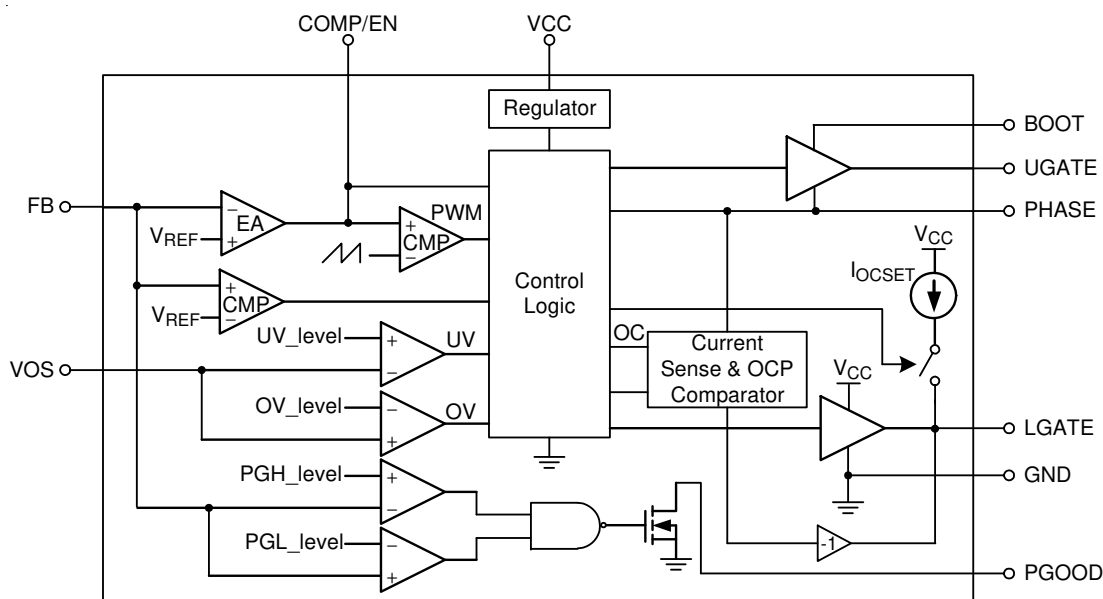 COMP/EN
VCC
Regulator
BOOT
UGATE
PHASE
FB
−
EA
VREF
+
+
PWM
CMP
−
VCC
IOCSET
+
CMP
VREF
−
Control
Logic
UV_level
+
UV
−
VOS
OC
Current
Sense & OCP
Comparator
VCC
OV_level
−
OV
+
LGATE
GND
PGH_level
+
−
PGL_level
−
+
-1
PGOOD